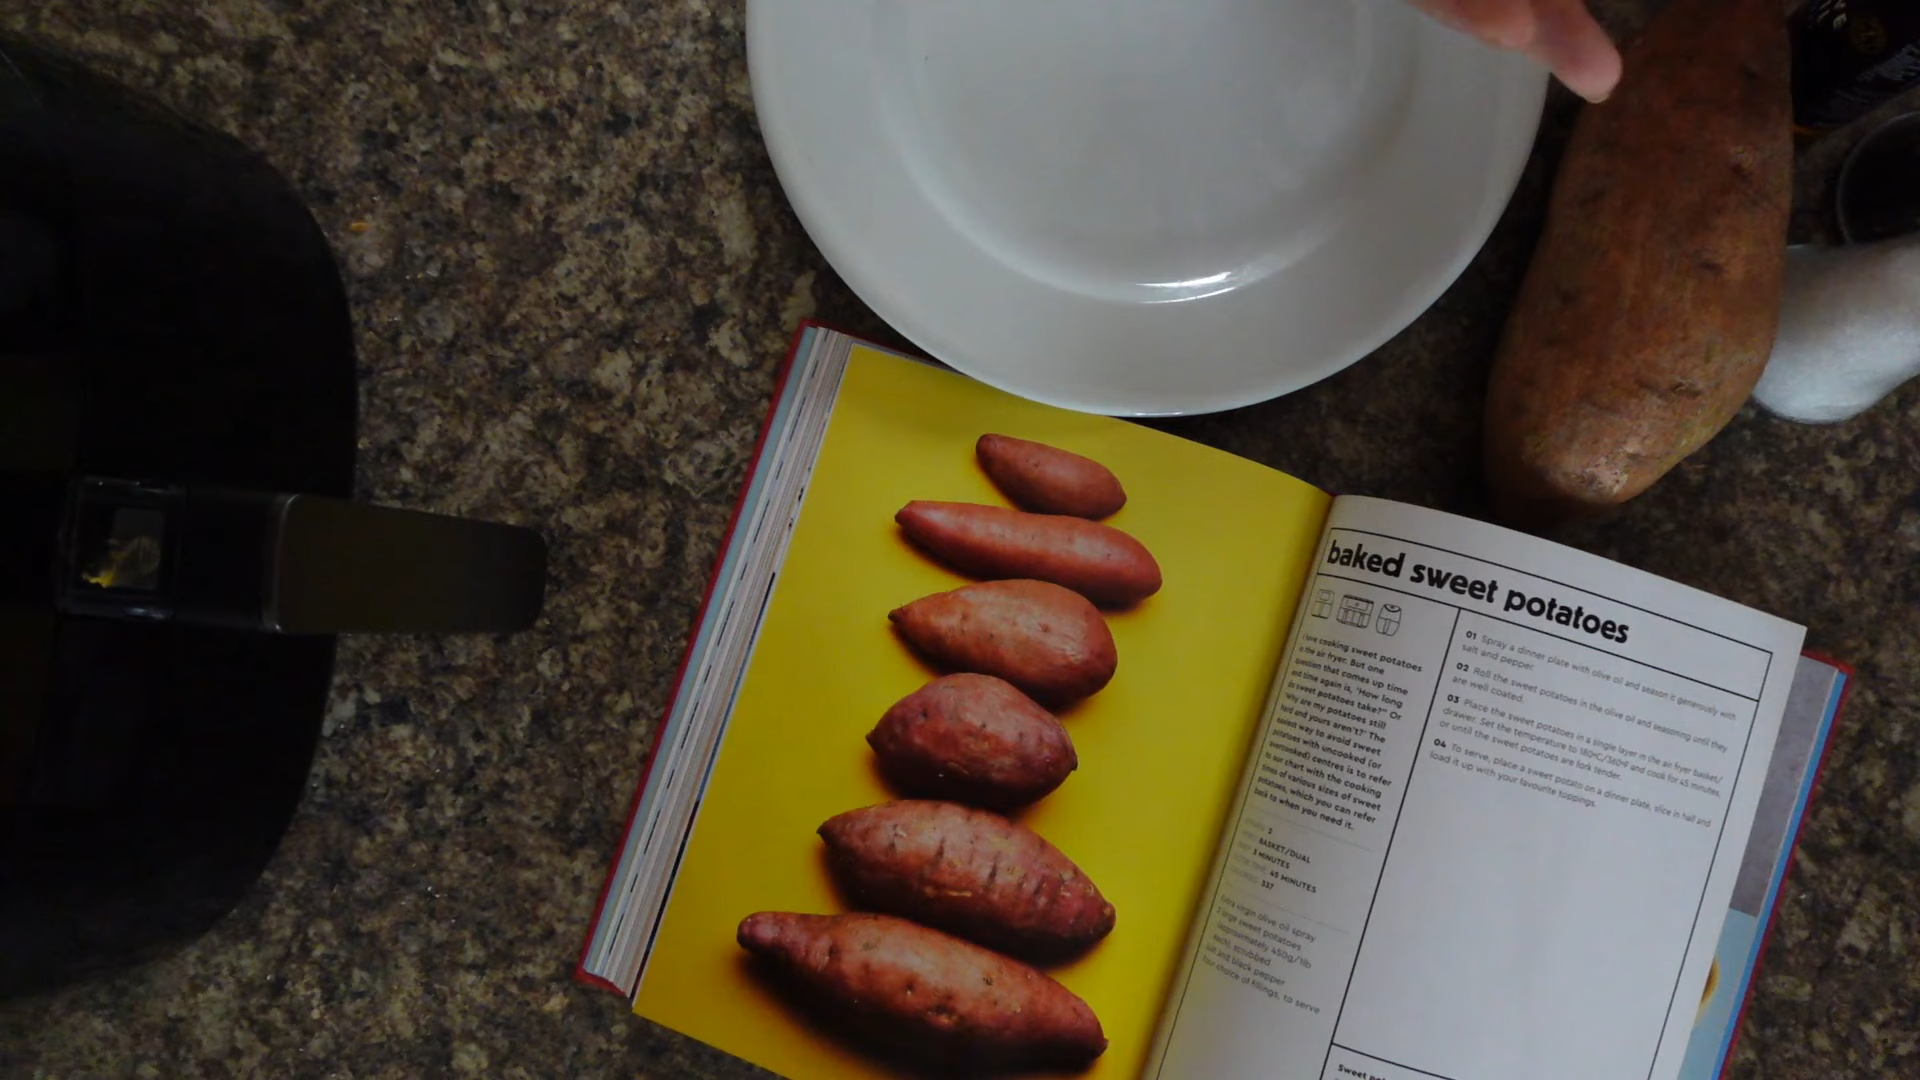 baked sweet potatoes
I love cooking sweet potatoes
in the air fryer. But one
question that comes up time
and time again is, 'How long
do sweet potatoes take?' Or
'Why are my potatoes still
hard and yours aren't?' The
easiest way to avoid sweet
potatoes with uncooked (or
overcooked) centres is to refer
to our chart with the cooking
times of various sizes of sweet
potatoes, which you can refer
back to when you need it.
2
BASKET/DUAL
3 MINUTES
45 MINUTES
337
Extra virgin olive oil spray
2 large sweet potatoes
(approximately 450g/1lb
each), scrubbed
salt and black pepper
Your choice of fillings, to serve
01 Spray a dinner plate with olive oil and season it generously with
salt and pepper.
02 Roll the sweet potatoes in the olive oil and seasoning until they
are well coated.
03 Place the sweet potatoes in a single layer in the air fryer basket/
drawer. Set the temperature to 180°C/360°F and cook for 45 minutes,
or until the sweet potatoes are fork tender.
04 To serve, place a sweet potato on a dinner plate, slice in half and
load it up with your favourite toppings.